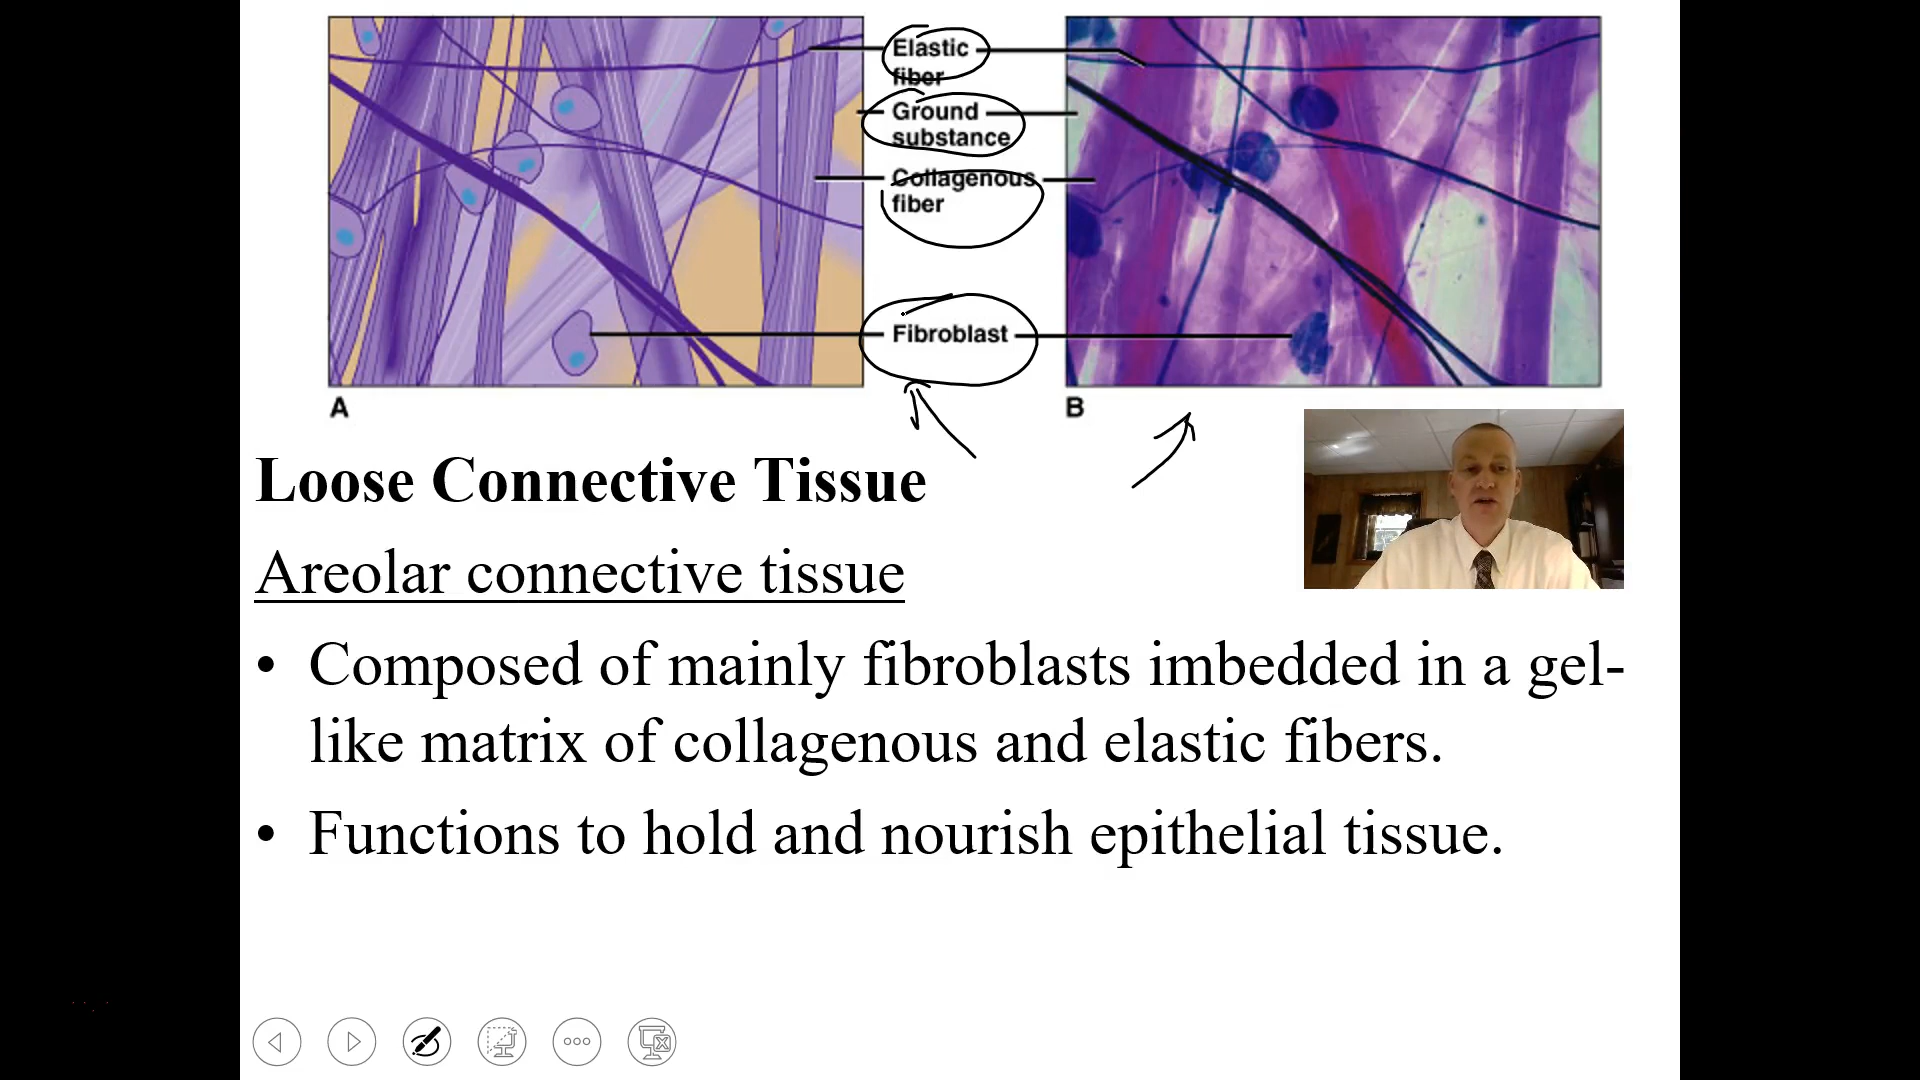 Elastic
fiber
Ground
substance
Collagenous
fiber
Fibroblast
A
B
Loose Connective Tissue
Areolar connective tissue
• Composed of mainly fibroblasts imbedded in a gel-
like matrix of collagenous and elastic fibers.
• Functions to hold and nourish epithelial tissue.